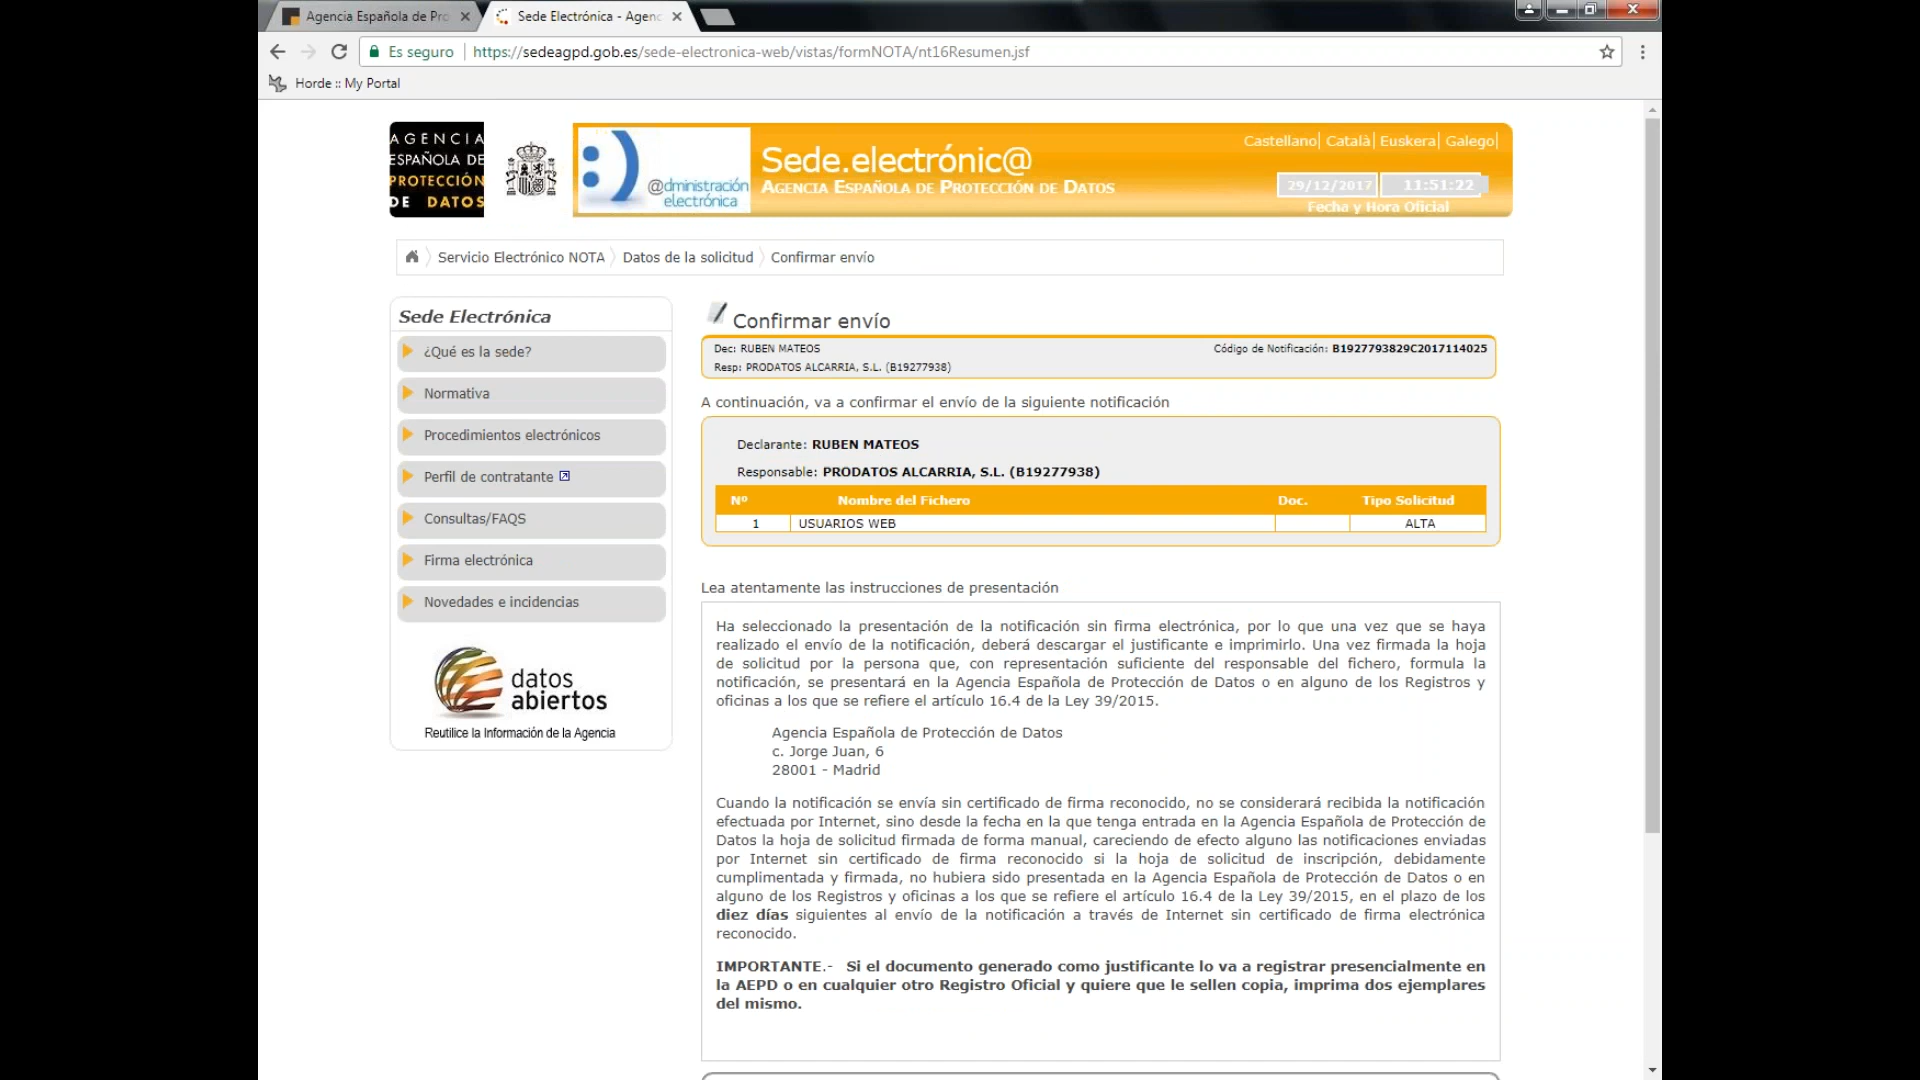 Agencia Española de Pro
Sede Electrónica - Agenc
Es seguro
https://sedeagpd.gob.es/sede-electronica-web/vistas/formNOTA/nt16Resumen.jsf
Horde :: My Portal
AGENCIA
ESPAÑOLA DE
PROTECCIÓN
DE DATOS
@dministración
electrónica
Sede.electrónic@
AGENCIA ESPAÑOLA DE PROTECCIÓN DE DATOS
Castellano| Català| Euskera| Galego|
29/12/2017 11:51:22
Fecha y Hora Oficial
Servicio Electrónico NOTA Datos de la solicitud Confirmar envío
Sede Electrónica
¿Qué es la sede?
Normativa
Procedimientos electrónicos
Perfil de contratante
Consultas/FAQS
Firma electrónica
Novedades e incidencias
datos
abiertos
Reutilice la Información de la Agencia
Confirmar envío
Dec: RUBEN MATEOS
Código de Notificación: B1927793829C2017114025
Resp: PRODATOS ALCARRIA, S.L. (B19277938)
A continuación, va a confirmar el envío de la siguiente notificación
Declarante: RUBEN MATEOS
Responsable: PRODATOS ALCARRIA, S.L. (B19277938)
Nº Nombre del Fichero Doc. Tipo Solicitud
1 USUARIOS WEB ALTA
Lea atentamente las instrucciones de presentación
Ha seleccionado la presentación de la notificación sin firma electrónica, por lo que una vez que se haya
realizado el envío de la notificación, deberá descargar el justificante e imprimirlo. Una vez firmada la hoja
de solicitud por la persona que, con representación suficiente del responsable del fichero, formula la
notificación, se presentará en la Agencia Española de Protección de Datos o en alguno de los Registros y
oficinas a los que se refiere el artículo 16.4 de la Ley 39/2015.
Agencia Española de Protección de Datos
c. Jorge Juan, 6
28001 - Madrid
Cuando la notificación se envía sin certificado de firma reconocido, no se considerará recibida la notificación
efectuada por Internet, sino desde la fecha en la que tenga entrada en la Agencia Española de Protección de
Datos la hoja de solicitud firmada de forma manual, careciendo de efecto alguno las notificaciones enviadas
por Internet sin certificado de firma reconocido si la hoja de solicitud de inscripción, debidamente
cumplimentada y firmada, no hubiera sido presentada en la Agencia Española de Protección de Datos o en
alguno de los Registros y oficinas a los que se refiere el artículo 16.4 de la Ley 39/2015, en el plazo de los
diez días siguientes al envío de la notificación a través de Internet sin certificado de firma electrónica
reconocido.
IMPORTANTE.- Si el documento generado como justificante lo va a registrar presencialmente en
la AEPD o en cualquier otro Registro Oficial y quiere que le sellen copia, imprima dos ejemplares
del mismo.